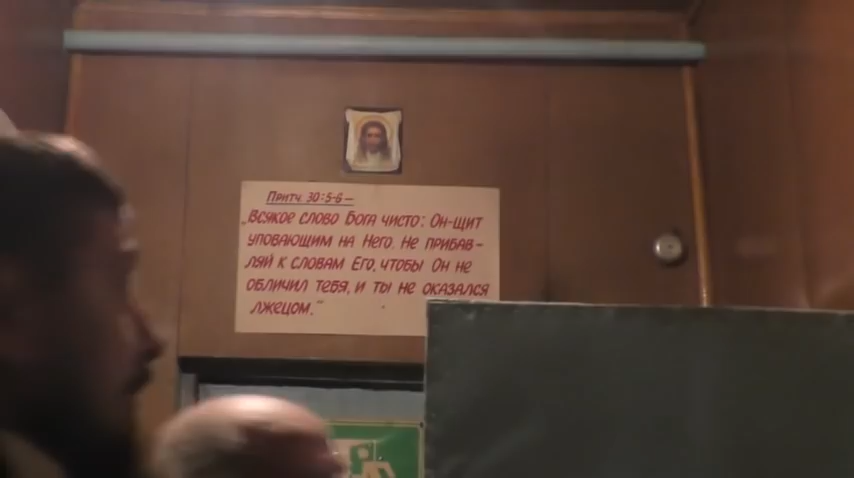 Притч. 30:5-6 —
„Всякое слово Бога чисто: Он-щит
уповающим на Него. Не прибав-
ляй к словам Его, чтобы Он не
обличил тебя, и ты не оказался
лжецом.“